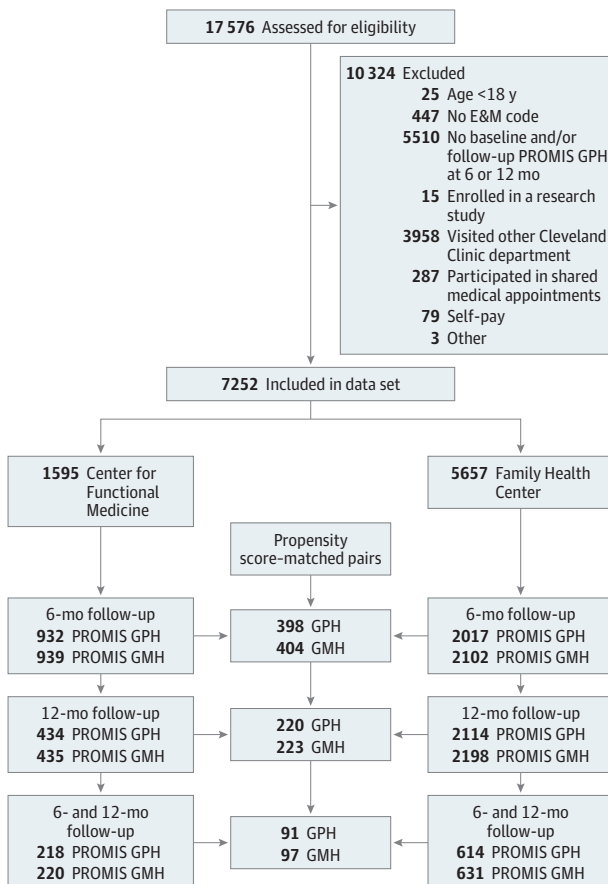 17 576 Assessed for eligibility
10 324 Excluded
25 Age <18 y
447 No E&M code
5510 No baseline and/or
follow-up PROMIS GPH
at 6 or 12 mo
15 Enrolled in a research
study
3958 Visited other Cleveland
Clinic department
287 Participated in shared
medical appointments
79 Self-pay
3 Other
7252 Included in data set
1595 Center for
Functional
Medicine
5657 Family Health
Center
Propensity
score-matched pairs
6-mo follow-up
932 PROMIS GPH
939 PROMIS GMH
398 GPH
404 GMH
6-mo follow-up
2017 PROMIS GPH
2102 PROMIS GMH
12-mo follow-up
434 PROMIS GPH
435 PROMIS GMH
220 GPH
223 GMH
12-mo follow-up
2114 PROMIS GPH
2198 PROMIS GMH
6- and 12-mo
follow-up
218 PROMIS GPH
220 PROMIS GMH
91 GPH
97 GMH
6- and 12-mo
follow-up
614 PROMIS GPH
631 PROMIS GMH